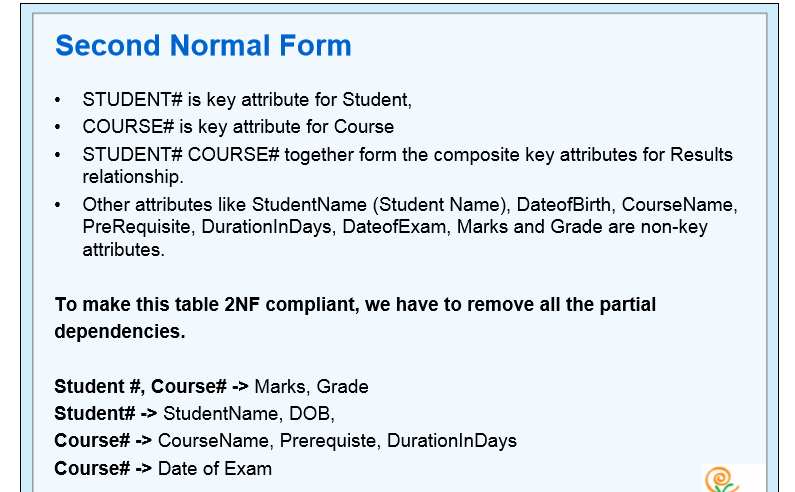 Second Normal Form
• STUDENT# is key attribute for Student,
• COURSE# is key attribute for Course
• STUDENT# COURSE# together form the composite key attributes for Results
relationship.
• Other attributes like StudentName (Student Name), DateofBirth, CourseName,
PreRequisite, DurationInDays, DateofExam, Marks and Grade are non-key
attributes.
To make this table 2NF compliant, we have to remove all the partial
dependencies.
Student #, Course# -> Marks, Grade
Student# -> StudentName, DOB,
Course# -> CourseName, Prerequiste, DurationInDays
Course# -> Date of Exam